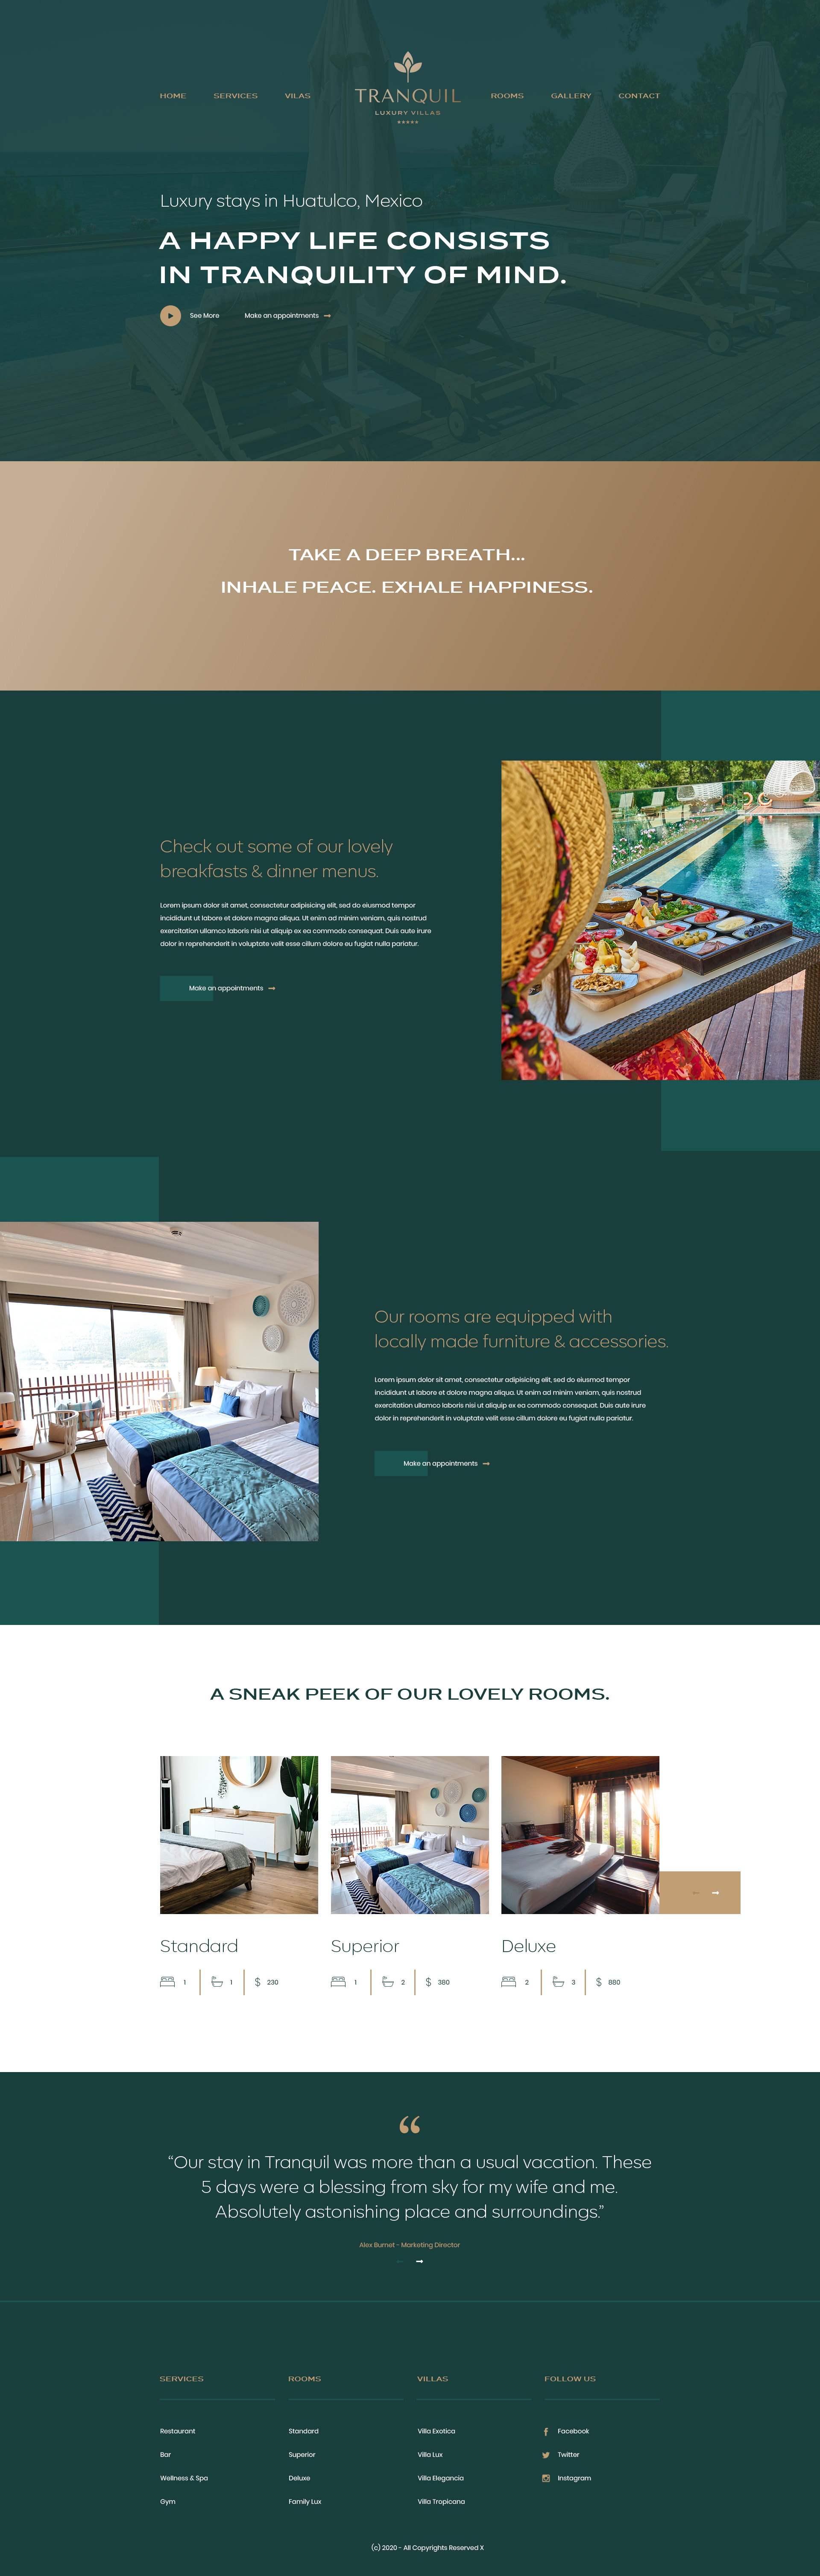 HOME SERVICES VILAS TRANQUIL ROOMS GALLERY CONTACT
LUXURY VILLAS
Luxury stays in Huatulco, Mexico
A HAPPY LIFE CONSISTS
IN TRANQUILITY OF MIND.
See More Make an appointments
TAKE A DEEP BREATH...
INHALE PEACE. EXHALE HAPPINESS.
Check out some of our lovely
breakfasts & dinner menus.
Lorem ipsum dolor sit amet, consectetur adipisicing elit, sed do eiusmod tempor
incididunt ut labore et dolore magna aliqua. Ut enim ad minim veniam, quis nostrud
exercitation ullamco laboris nisi ut aliquip ex ea commodo consequat. Duis aute irure
dolor in reprehenderit in voluptate velit esse cillum dolore eu fugiat nulla pariatur.
Make an appointments
Our rooms are equipped with
locally made furniture & accessories.
Lorem ipsum dolor sit amet, consectetur adipisicing elit, sed do eiusmod tempor
incididunt ut labore et dolore magna aliqua. Ut enim ad minim veniam, quis nostrud
exercitation ullamco laboris nisi ut aliquip ex ea commodo consequat. Duis aute irure
dolor in reprehenderit in voluptate velit esse cillum dolore eu fugiat nulla pariatur.
Make an appointments
A SNEAK PEEK OF OUR LOVELY ROOMS.
Standard
1 1 $ 230
Superior
1 2 $ 380
Deluxe
2 3 $ 880
“Our stay in Tranquil was more than a usual vacation. These
5 days were a blessing from sky for my wife and me.
Absolutely astonishing place and surroundings.”
Alex Burnet - Marketing Director
SERVICES
Restaurant
Bar
Wellness & Spa
Gym
ROOMS
Standard
Superior
Deluxe
Family Lux
VILLAS
Villa Exotica
Villa Lux
Villa Elegancia
Villa Tropicana
FOLLOW US
Facebook
Twitter
Instagram
(c) 2020 - All Copyrights Reserved X